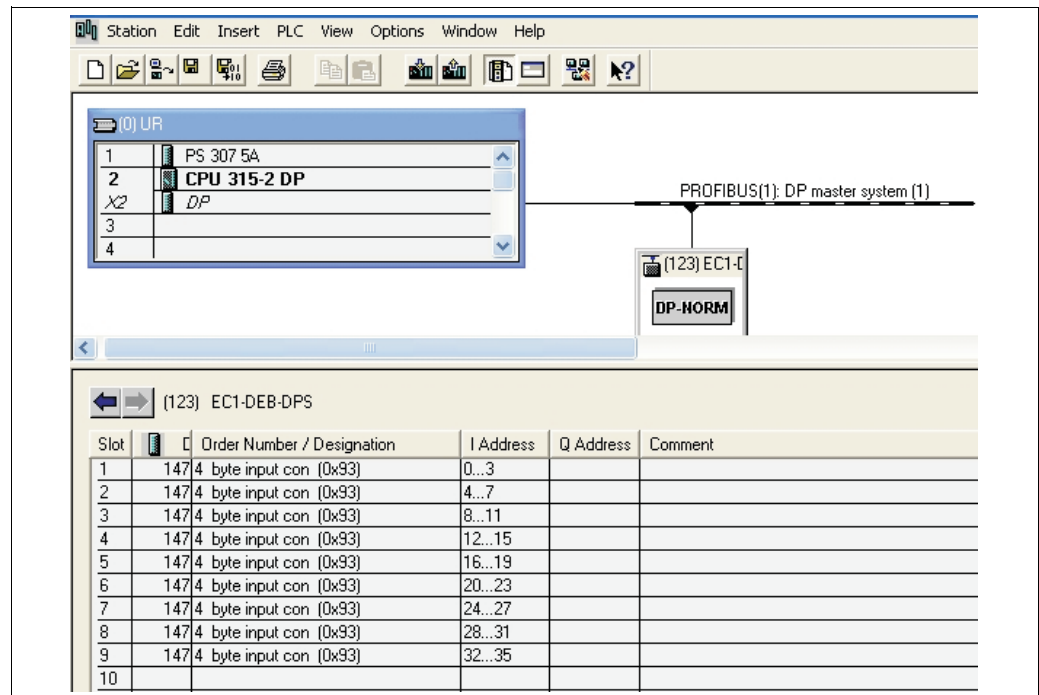 Station Edit Insert PLC View Options Window Help
(0) UR
1 PS 307 5A
2 CPU 315-2 DP
X2 DP
3
4
PROFIBUS(1): DP master system (1)
(123) EC1-D
DP-NORM
(123) EC1-DEB-DPS
Slot D Order Number / Designation I Address Q Address Comment
1 147 4 byte input con (0x93) 0...3
2 147 4 byte input con (0x93) 4...7
3 147 4 byte input con (0x93) 8...11
4 147 4 byte input con (0x93) 12...15
5 147 4 byte input con (0x93) 16...19
6 147 4 byte input con (0x93) 20...23
7 147 4 byte input con (0x93) 24...27
8 147 4 byte input con (0x93) 28...31
9 147 4 byte input con (0x93) 32...35
10